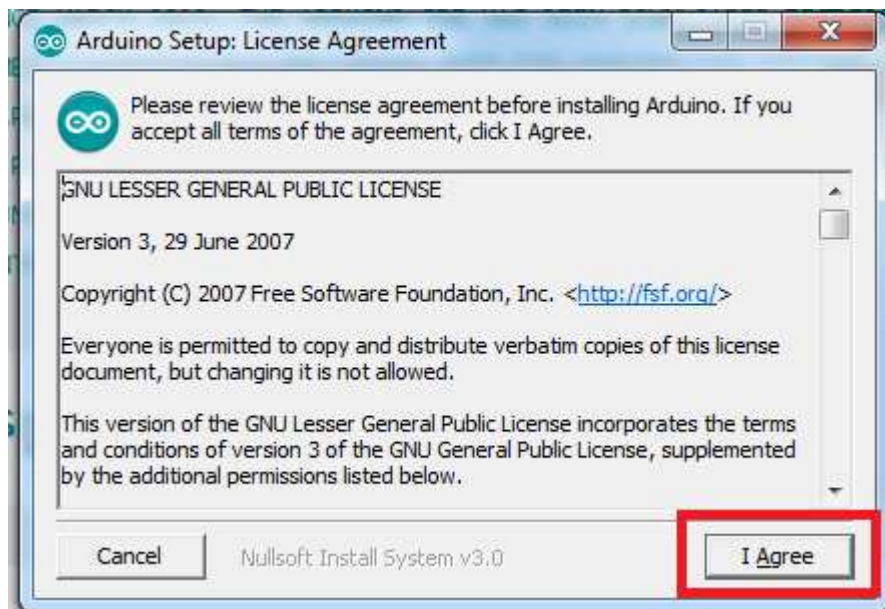 Arduino Setup: License Agreement
Please review the license agreement before installing Arduino. If you
accept all terms of the agreement, click I Agree.
GNU LESSER GENERAL PUBLIC LICENSE
Version 3, 29 June 2007
Copyright (C) 2007 Free Software Foundation, Inc. <http://fsf.org/>
Everyone is permitted to copy and distribute verbatim copies of this license
document, but changing it is not allowed.
This version of the GNU Lesser General Public License incorporates the terms
and conditions of version 3 of the GNU General Public License, supplemented
by the additional permissions listed below.
Cancel
Nullsoft Install System v3.0
I Agree